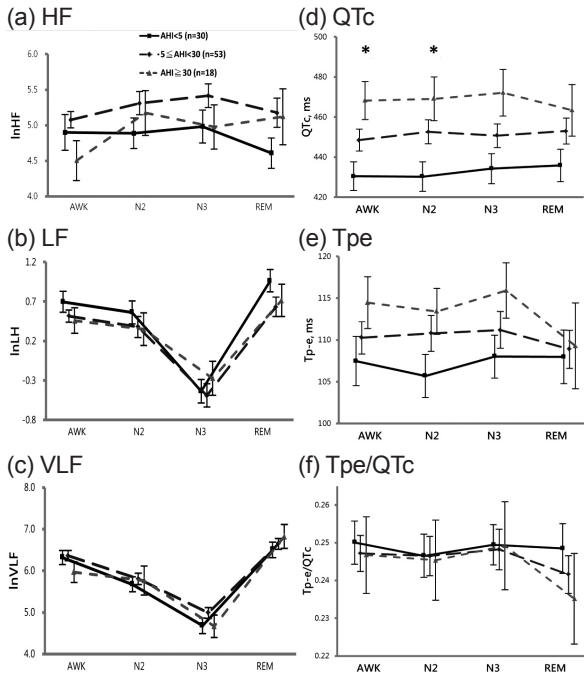 (a) HF
AHI<5 (n=30)
5≦AHI<30 (n=53)
AHI≧30 (n=18)
lnHF
6.0
5.5
5.0
4.5
4.0
AWK N2 N3 REM
(b) LF
lnLH
1.2
0.7
0.2
-0.3
-0.8
AWK N2 N3 REM
(c) VLF
lnVLF
8.0
7.0
6.0
5.0
4.0
AWK N2 N3 REM
(d) QTc
* *
QTc, ms
500
480
460
440
420
AWK N2 N3 REM
(e) Tpe
Tp-e, ms
125
120
115
110
105
100
AWK N2 N3 REM
(f) Tpe/QTc
Tp-e/QTc
0.27
0.26
0.25
0.24
0.23
0.22
AWK N2 N3 REM